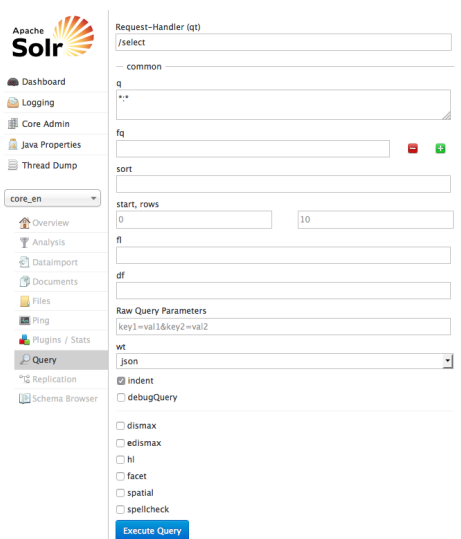 Apache
Solr
Dashboard
Logging
Core Admin
Java Properties
Thread Dump
core_en
Overview
Analysis
Dataimport
Documents
Files
Ping
Plugins / Stats
Query
Replication
Schema Browser
Request-Handler (qt)
/select
common
q
*:*
fq
sort
start, rows
0 10
fl
df
Raw Query Parameters
key1=val1&key2=val2
wt
json
indent
debugQuery
dismax
edismax
hl
facet
spatial
spellcheck
Execute Query